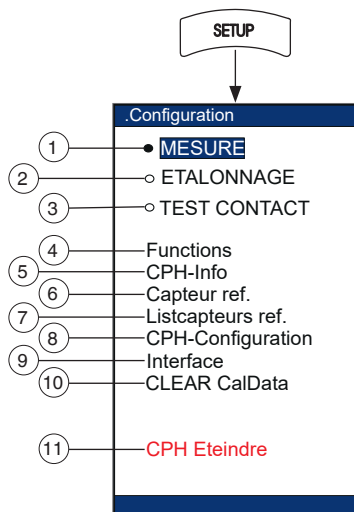 SETUP
.Configuration
1 MESURE
2 ETALONNAGE
3 TEST CONTACT
4 Functions
5 CPH-Info
6 Capteur ref.
7 Listcapteurs ref.
8 CPH-Configuration
9 Interface
10 CLEAR CalData
11 CPH Eteindre